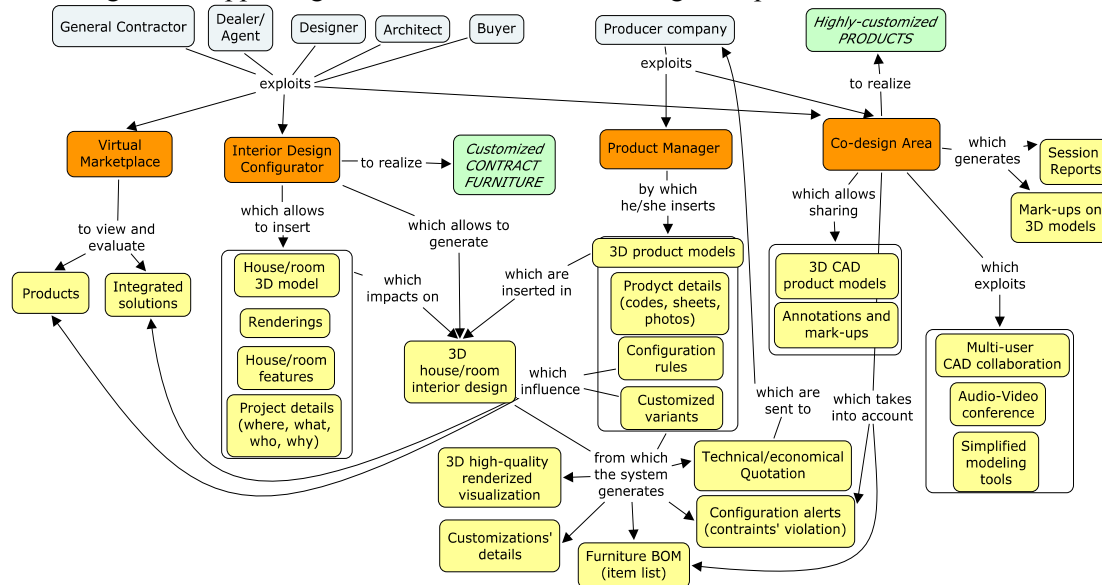 General Contractor
Dealer/
Agent
Designer
Architect
Buyer
Producer company
Highly-customized
PRODUCTS
exploits
exploits
to realize
Virtual
Marketplace
Interior Design
Configurator
to realize
Customized
CONTRACT
FURNITURE
Product Manager
Co-design Area
which
generates
Session
Reports
Mark-ups on
3D models
to view and
evaluate
which allows
to insert
which allows to
generate
by which
he/she inserts
which allows
sharing
which
exploits
Products
Integrated
solutions
House/room
3D model
Renderings
House/room
features
Project details
(where, what,
who, why)
which
impacts on
which are
inserted in
3D product models
Prodyct details
(codes, sheets,
photos)
Configuration
rules
Customized
variants
3D CAD
product models
Annotations and
mark-ups
Multi-user
CAD collaboration
Audio-Video
conference
Simplified
modeling
tools
3D
house/room
interior design
which
influence
which are
sent to
which takes
into account
3D high-quality
renderized
visualization
from which
the system
generates
Technical/economical
Quotation
Configuration alerts
(contraints' violation)
Customizations'
details
Furniture BOM
(item list)